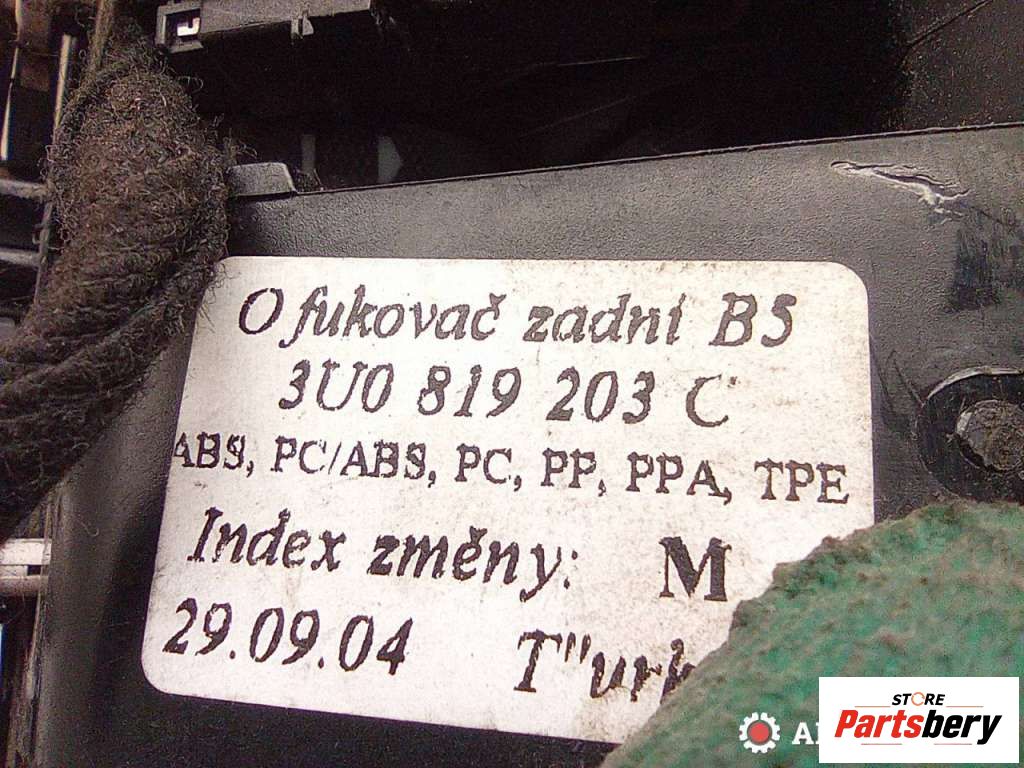 Ofukovač zadní B5
3U0 819 203 C
ABS, PC/ABS, PC, PP, PPA, TPE
Index změny: M
29.09.04
STORE
Partsbery